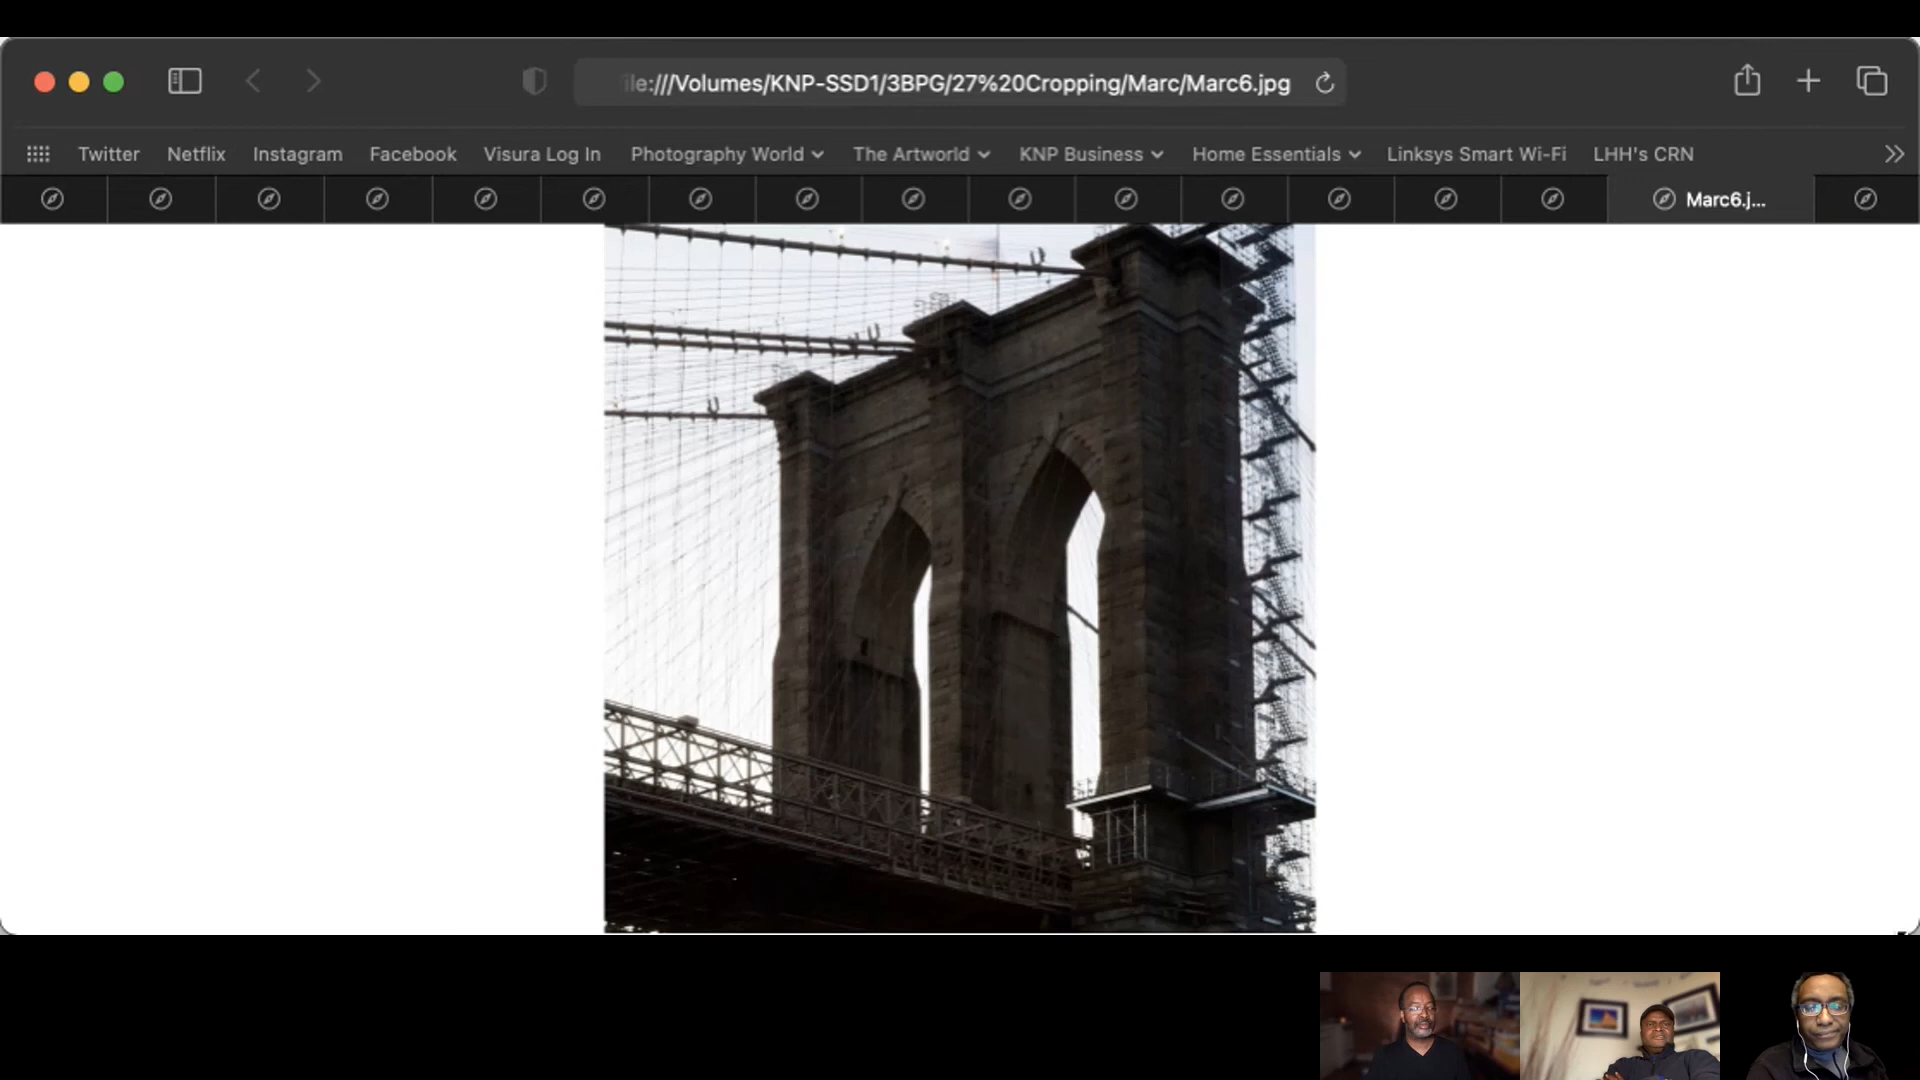 ile:///Volumes/KNP-SSD1/3BPG/27%20Cropping/Marc/Marc6.jpg
Twitter Netflix Instagram Facebook Visura Log In Photography World The Artworld KNP Business Home Essentials Linksys Smart Wi-Fi LHH's CRN
Marc6.j...